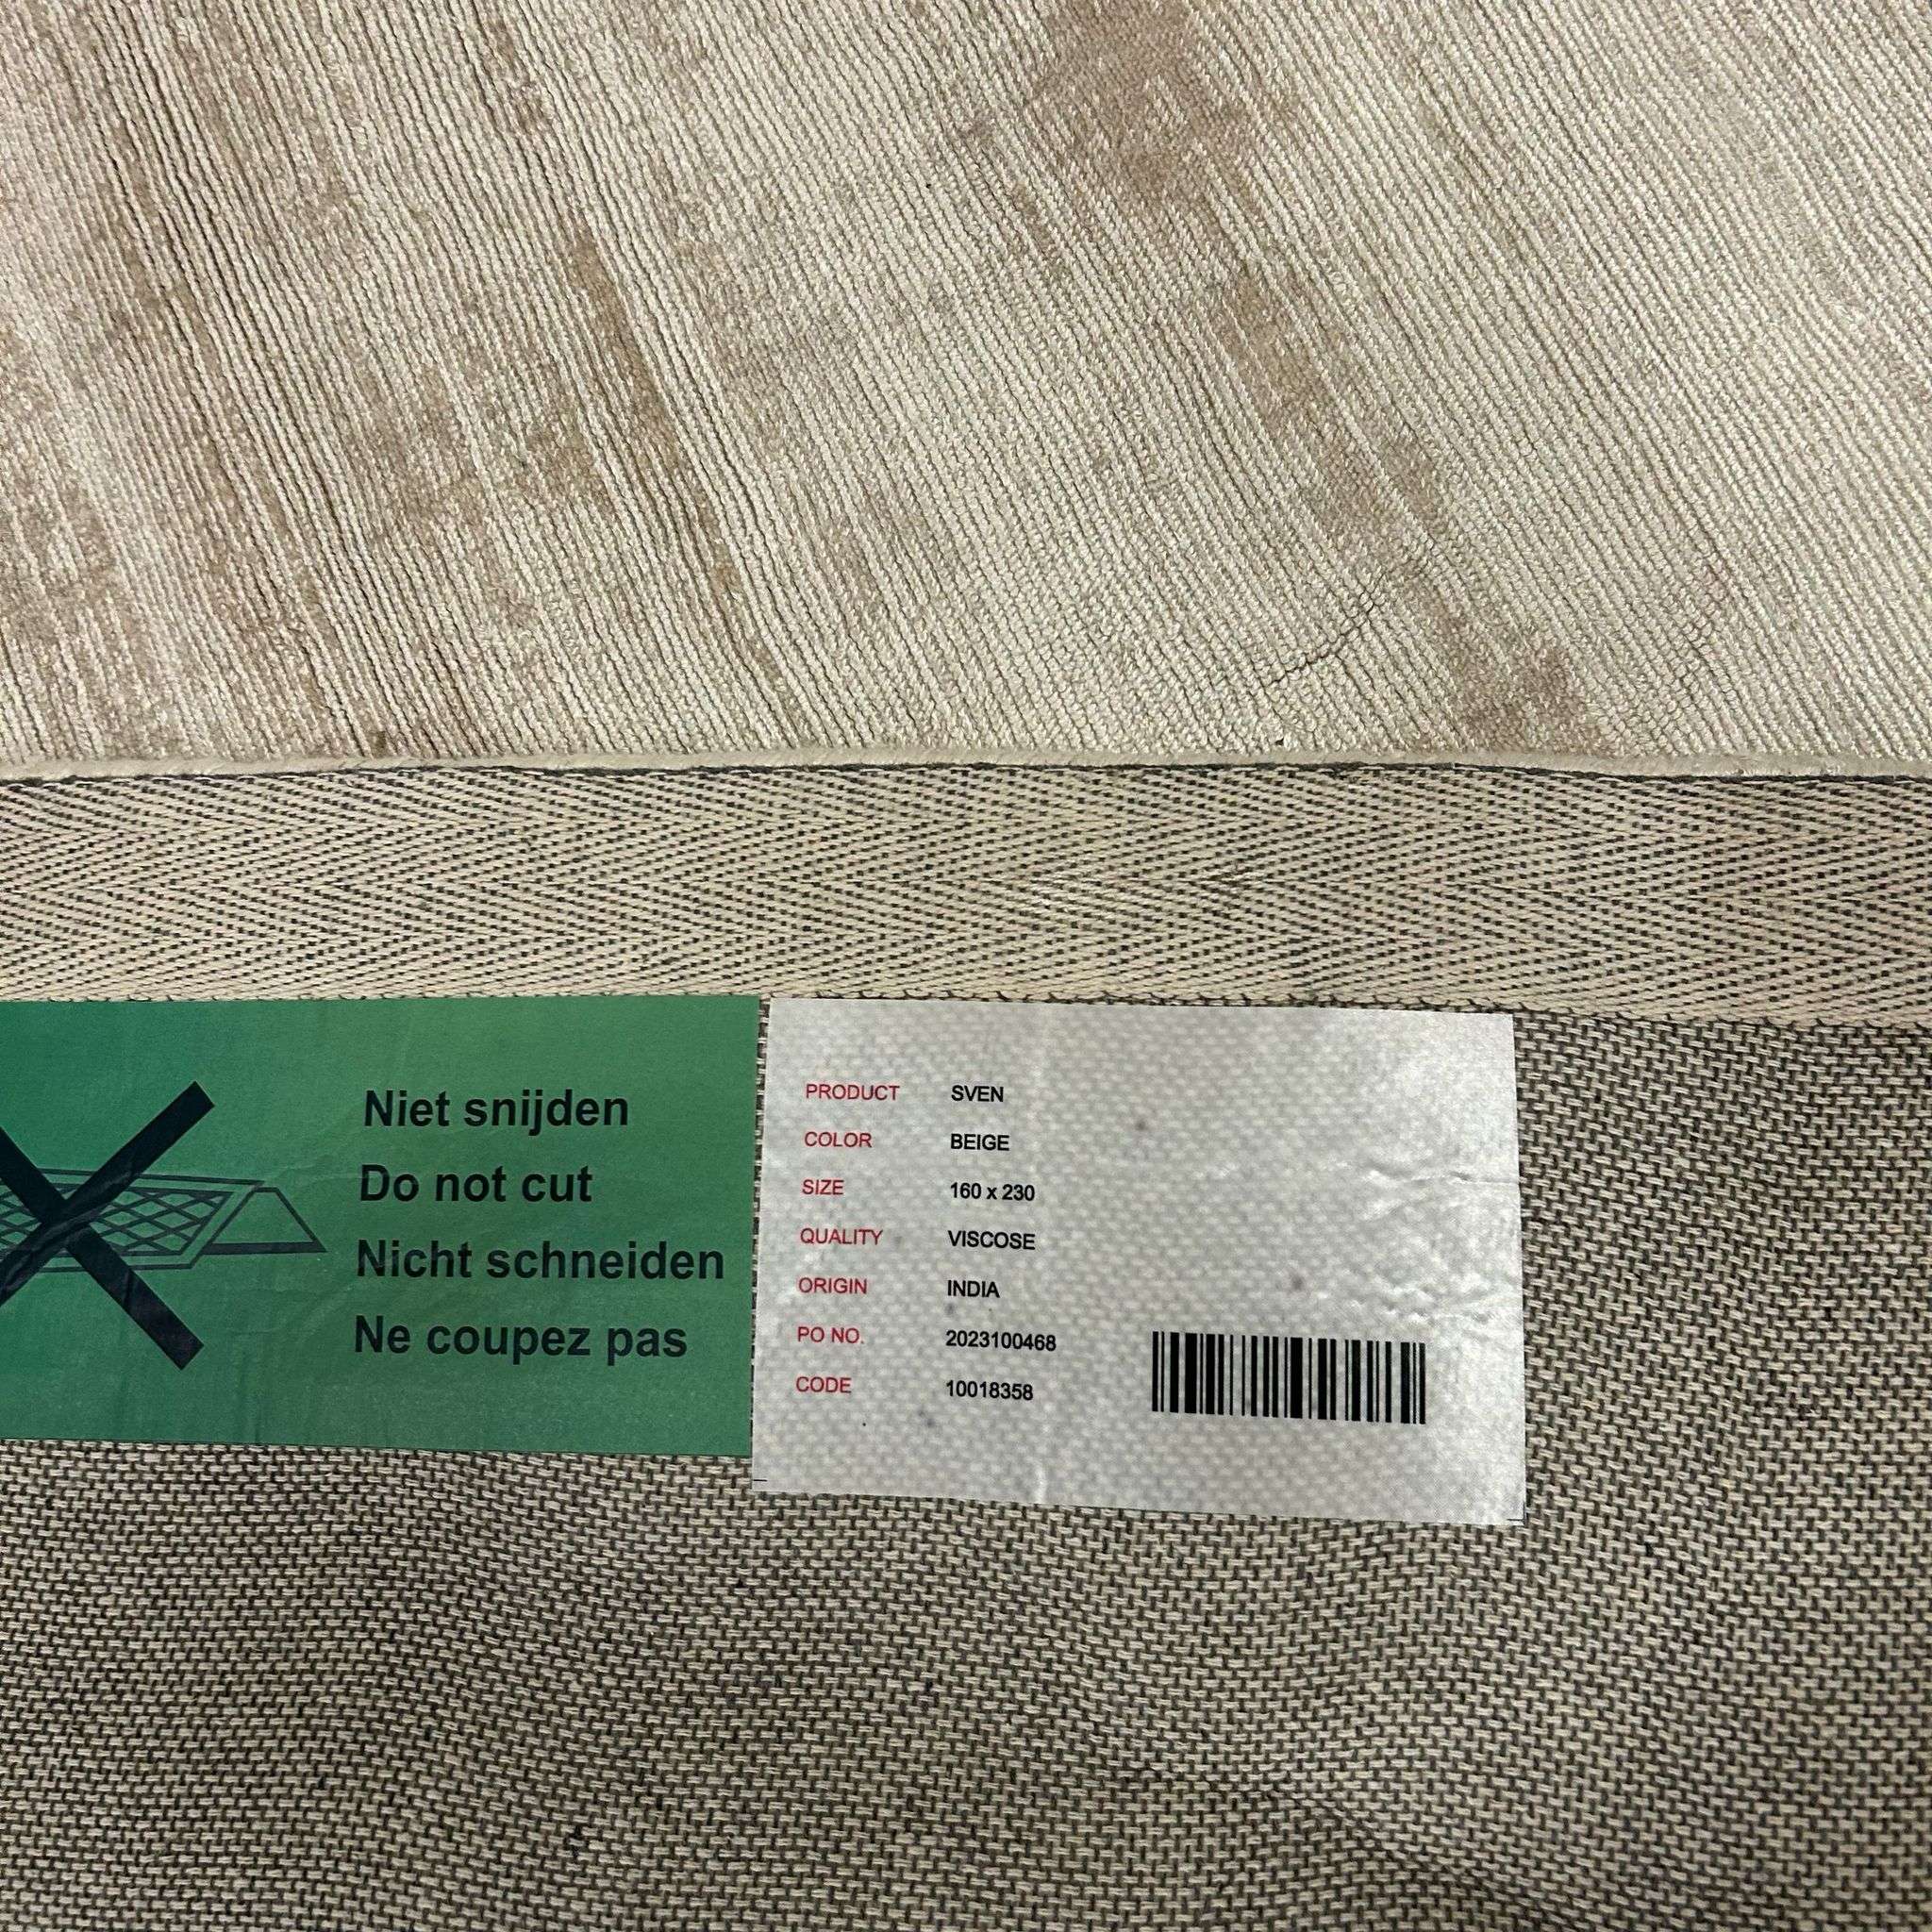 Niet snijden
Do not cut
Nicht schneiden
Ne coupez pas
PRODUCT SVEN
COLOR BEIGE
SIZE 160 x 230
QUALITY VISCOSE
ORIGIN INDIA
PO NO. 2023100468
CODE 10018358